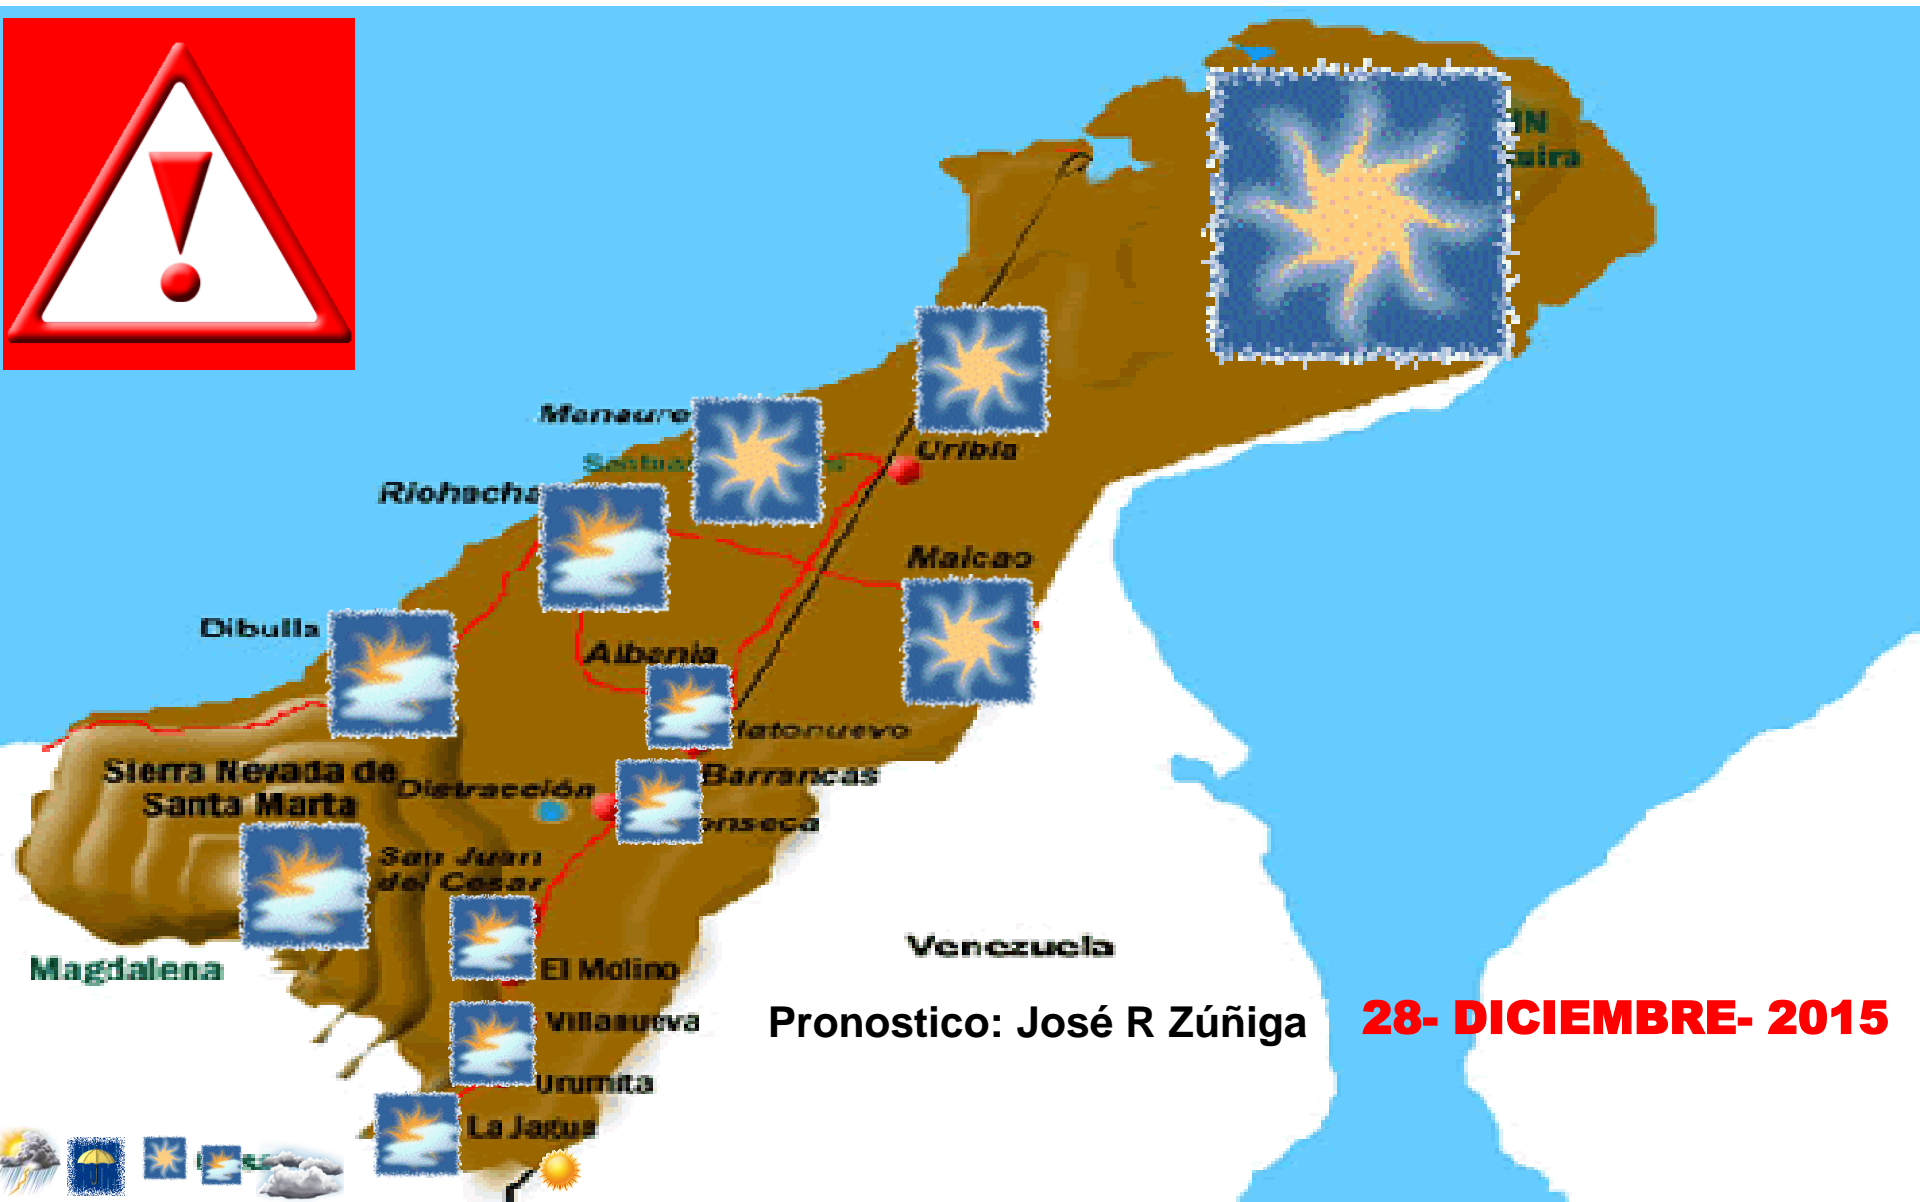 Manaure
Uribia
Riohacha
Maicao
Dibulla
Albania
Sierra Nevada de
Santa Marta
Distracción
Barrancas
San Juan
del Cesar
Magdalena
El Molino
Venezuela
Villanueva
Pronostico: José R Zúñiga
28- DICIEMBRE- 2015
Urumita
La Jagua